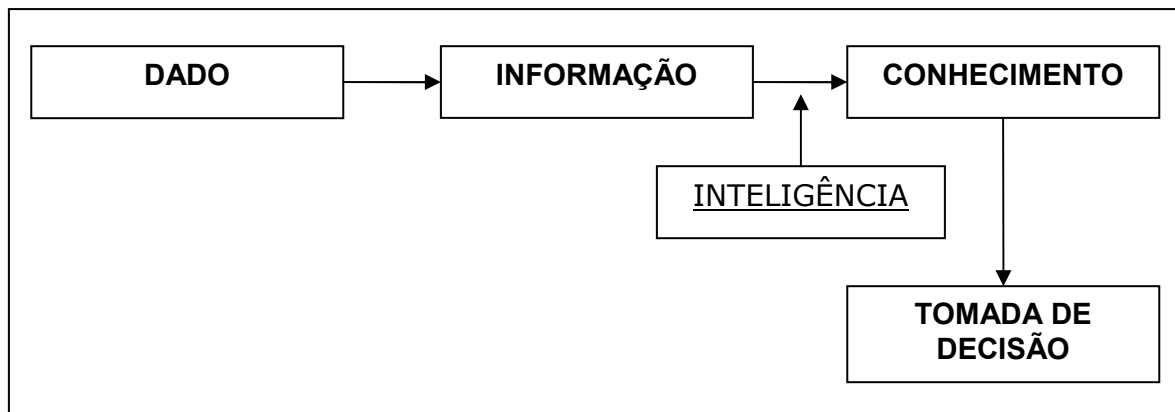 DADO
INFORMAÇÃO
CONHECIMENTO
INTELIGÊNCIA
TOMADA DE
DECISÃO